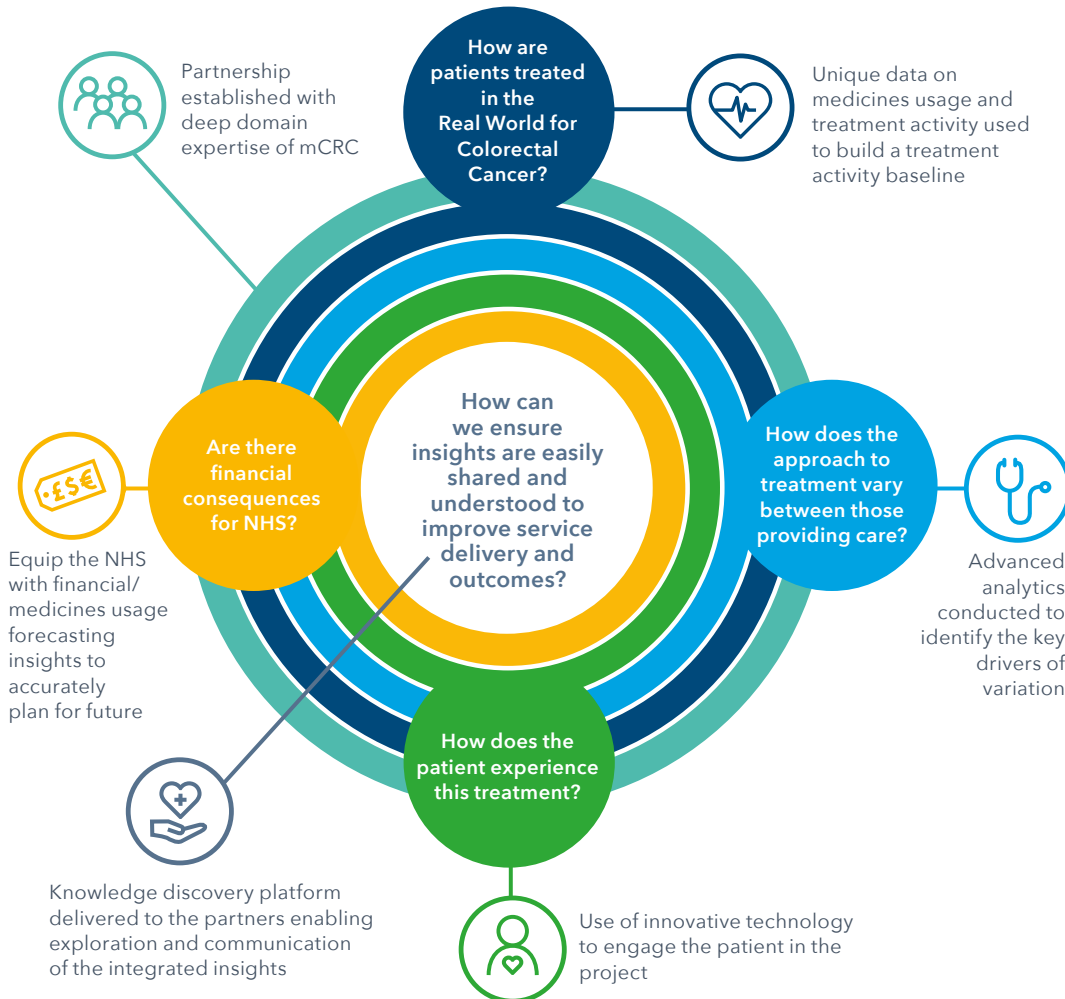 Partnership
established with
deep domain
expertise of mCRC
How are
patients treated
in the
Real World for
Colorectal
Cancer?
Unique data on
medicines usage and
treatment activity used
to build a treatment
activity baseline
How can
we ensure
insights are easily
shared and
understood to
improve service
delivery and
outcomes?
Are there
financial
consequences
for NHS?
£$€
Equip the NHS
with financial/
medicines usage
forecasting
insights to
accurately
plan for future
How does the
approach to
treatment vary
between those
providing care?
Advanced
analytics
conducted to
identify the key
drivers of
variation
How does the
patient experience
this treatment?
Knowledge discovery platform
delivered to the partners enabling
exploration and communication
of the integrated insights
Use of innovative technology
to engage the patient in the
project